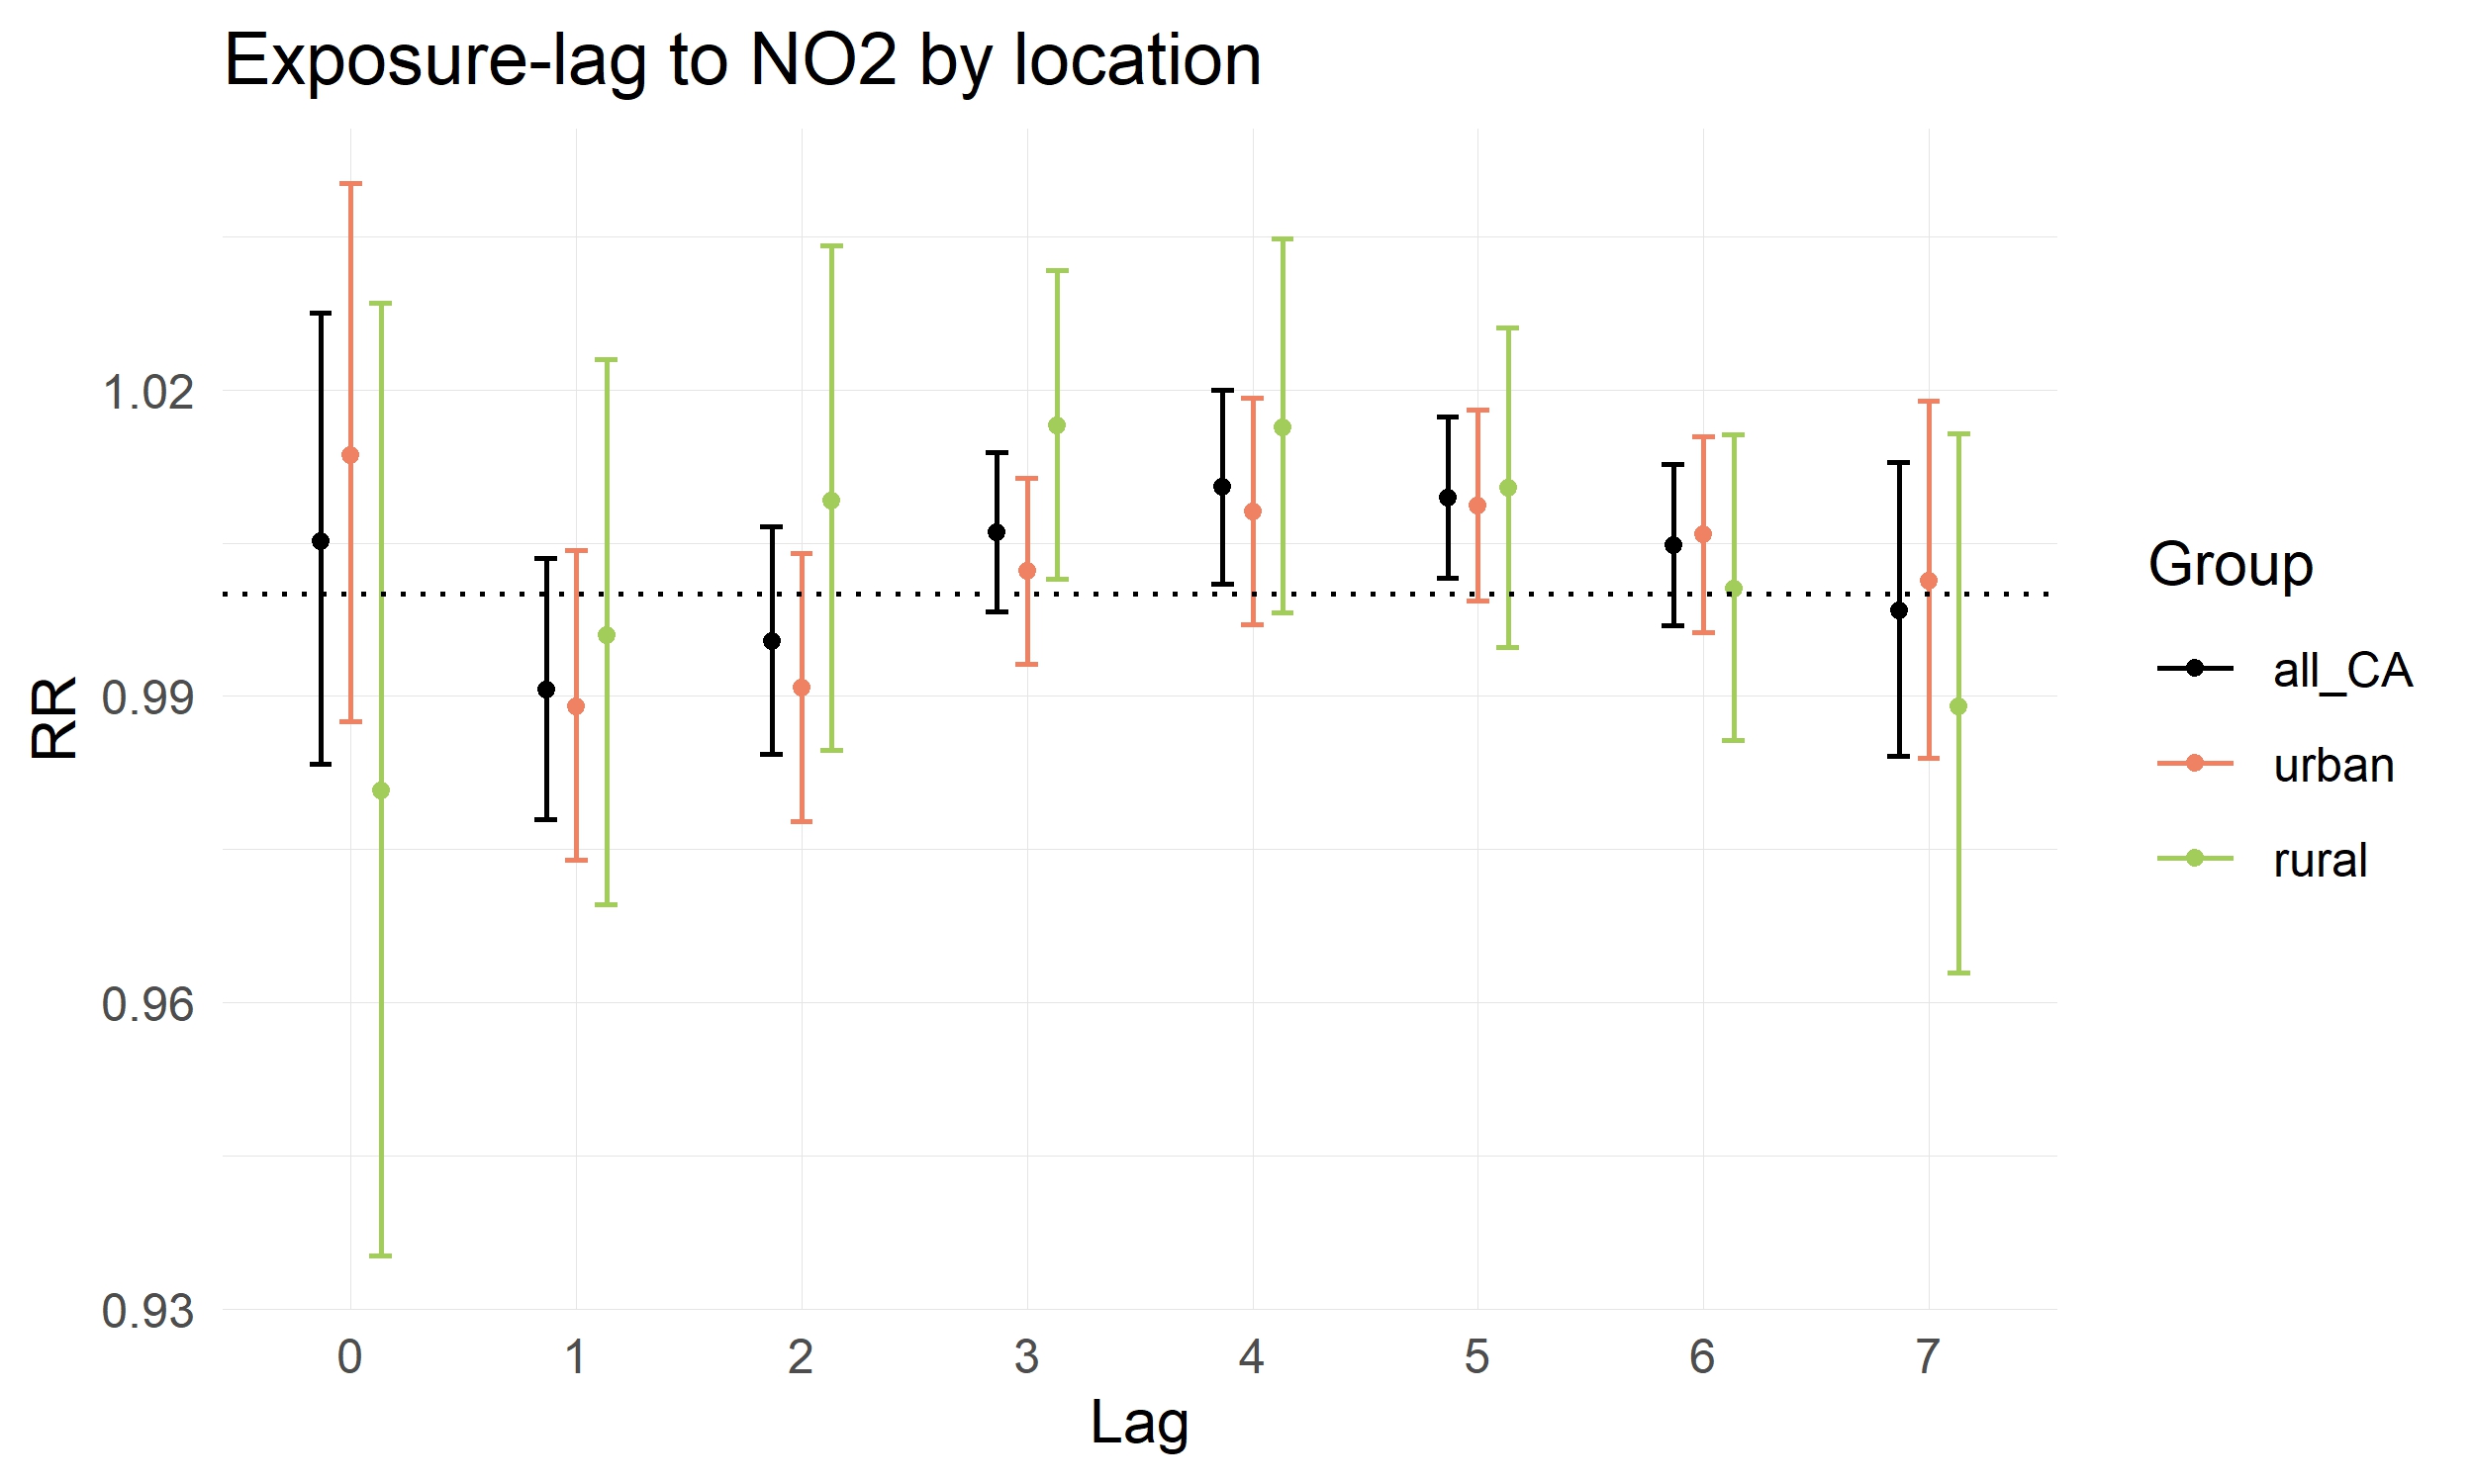 Exposure-lag to NO2 by location
1.02
0.99
0.96
0.93
RR
0 1 2 3 4 5 6 7
Lag
Group
all_CA
urban
rural